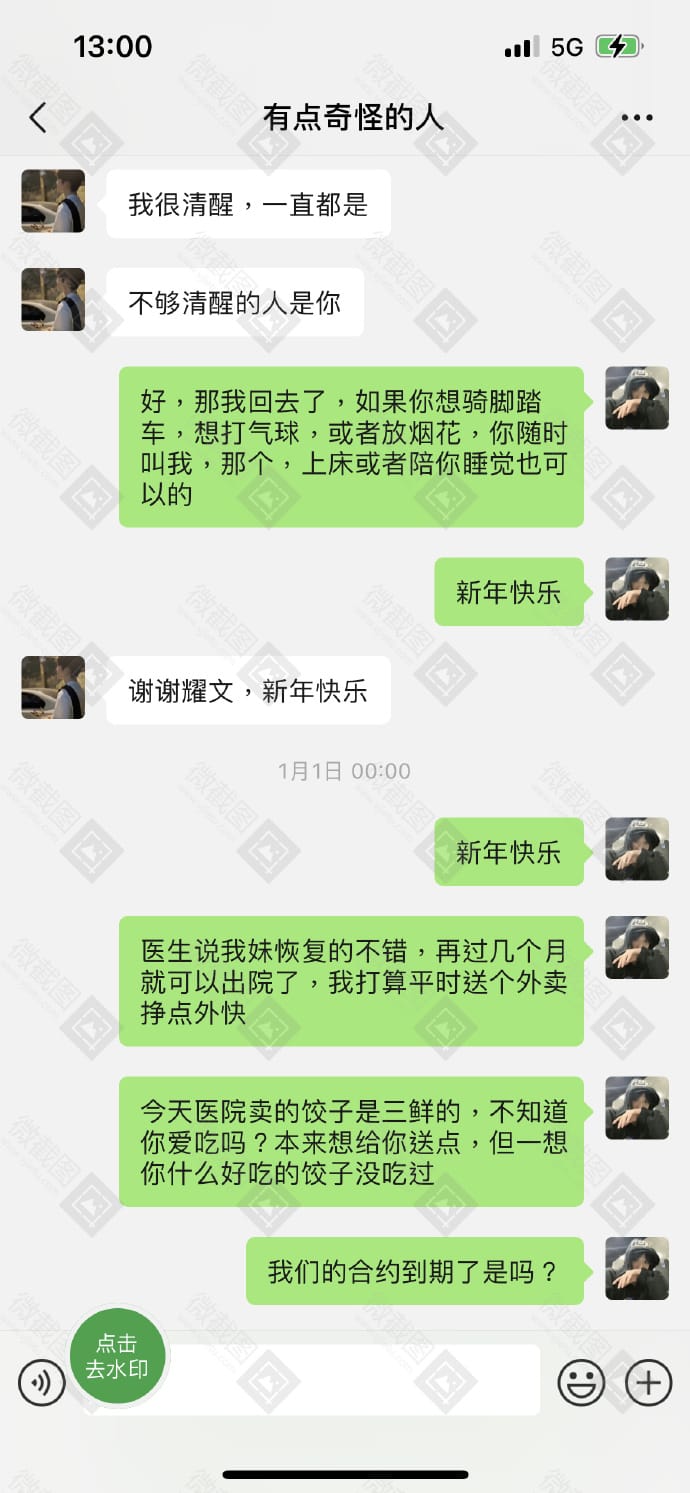 13:00
5G
有点奇怪的人
我很清醒，一直都是
不够清醒的人是你
好，那我回去了，如果你想骑脚踏
车，想打气球，或者放烟花，你随时
叫我，那个，上床或者陪你睡觉也可
以的
新年快乐
谢谢耀文，新年快乐
1月1日 00:00
新年快乐
医生说我妹恢复的不错，再过几个月
就可以出院了，我打算平时送个外卖
挣点外快
今天医院卖的饺子是三鲜的，不知道
你爱吃吗？本来想给你送点，但一想
你什么好吃的饺子没吃过
我们的合约到期了是吗？
点击
去水印
微截图